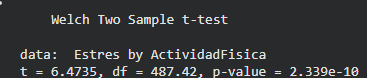 Welch Two Sample t-test
data:  Estres by ActividadFisica
t = 6.4735, df = 487.42, p-value = 2.339e-10